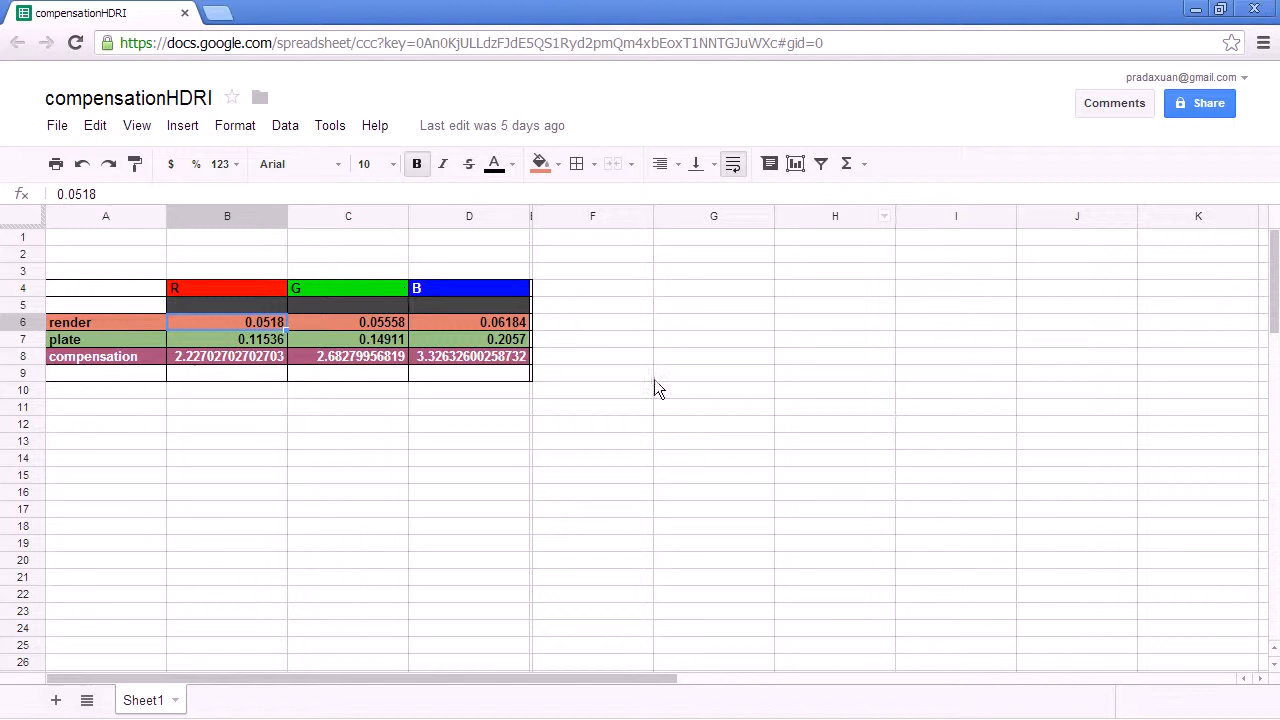 compensationHDRI
https://docs.google.com/spreadsheet/ccc?key=0An0KjULLdzFJdE5QS1Ryd2pmQm4xbEoxT1NNTGJuWXc#gid=0
pradaxuan@gmail.com
compensationHDRI
Comments
Share
File Edit View Insert Format Data Tools Help Last edit was 5 days ago
$ % 123 Arial 10 B I S A Σ
fx 0.0518
A B C D F G H I J K
1
2
3
4 R G B
5
6 render 0.0518 0.05558 0.06184
7 plate 0.11536 0.14911 0.2057
8 compensation 2.22702702702703 2.68279956819 3.32632600258732
9
10
11
12
13
14
15
16
17
18
19
20
21
22
23
24
25
26
Sheet1